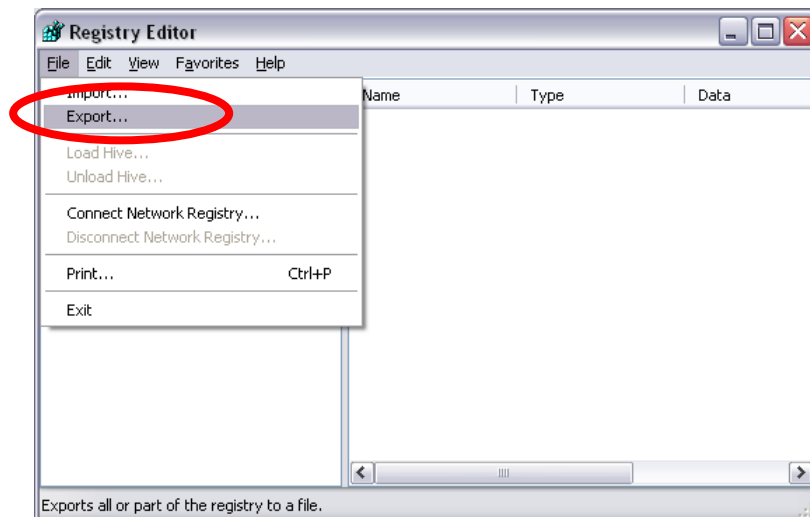 Registry Editor
File Edit View Favorites Help
Import...
Export...
Load Hive...
Unload Hive...
Connect Network Registry...
Disconnect Network Registry...
Print... Ctrl+P
Exit
Name Type Data
Exports all or part of the registry to a file.